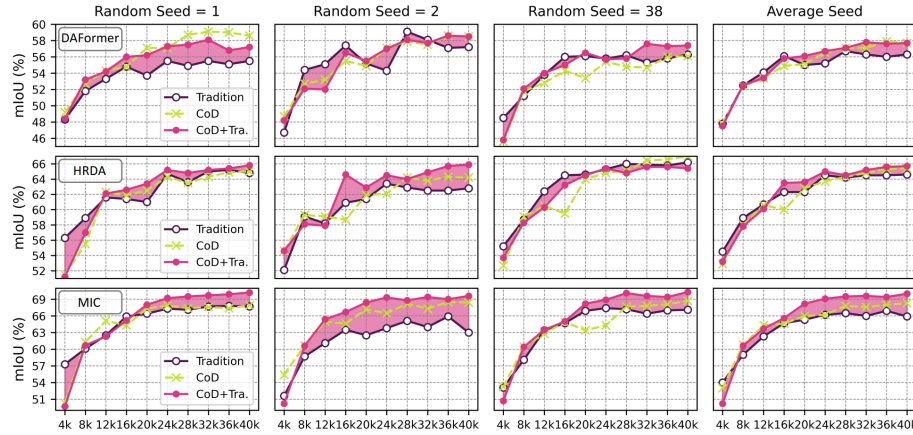 Random Seed = 1 Random Seed = 2 Random Seed = 38 Average Seed
DAFormer
mIoU (%)
60
58
56
54
52
50
48
46
Tradition
CoD
CoD+Tra.
HRDA
mIoU (%)
66
64
62
60
58
56
54
52
Tradition
CoD
CoD+Tra.
MIC
mIoU (%)
69
66
63
60
57
54
51
Tradition
CoD
CoD+Tra.
4k 8k 12k16k20k24k28k32k36k40k 4k 8k 12k16k20k24k28k32k36k40k 4k 8k 12k16k20k24k28k32k36k40k 4k 8k 12k16k20k24k28k32k36k40k